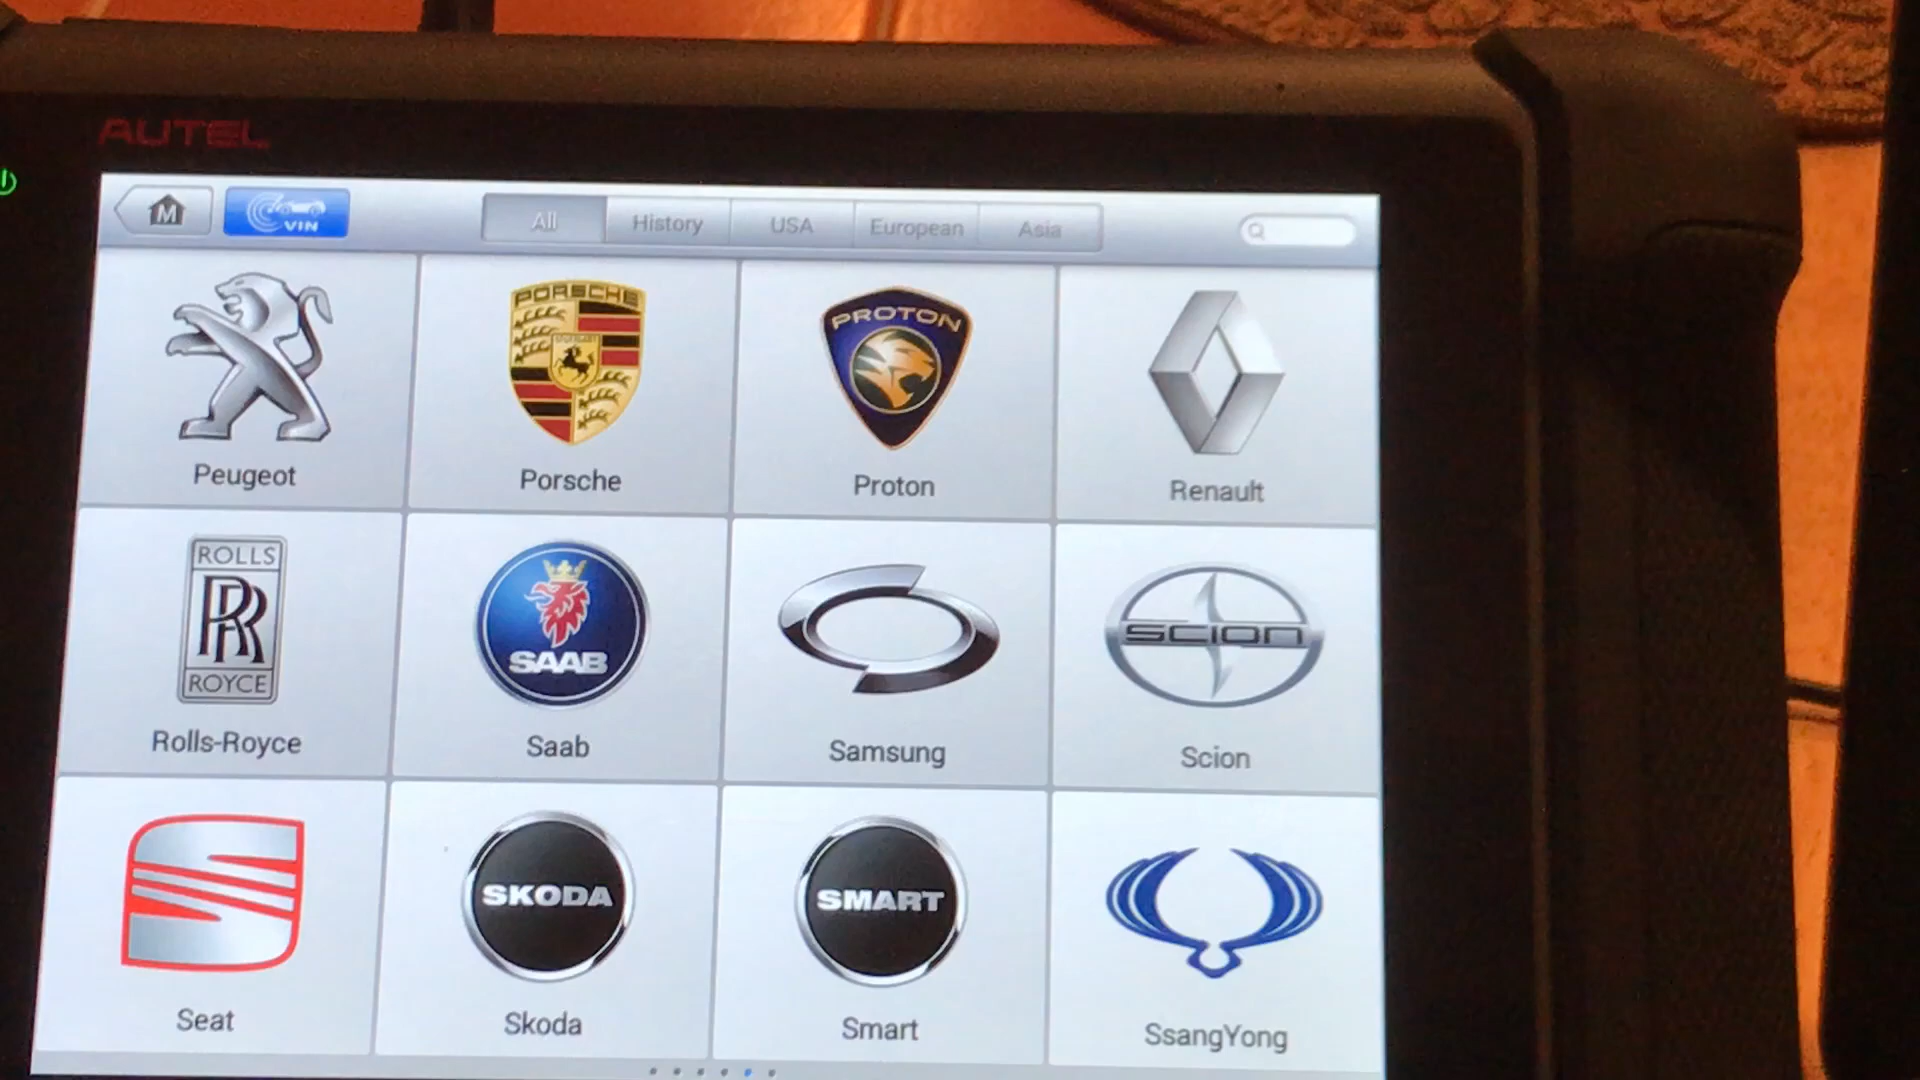 AUTEL
M
VIN
All
History
USA
European
Asia
PORSCHE
PROTON
Peugeot
Porsche
Proton
Renault
ROLLS
RR
ROYCE
SAAB
SCION
Rolls-Royce
Saab
Samsung
Scion
SKODA
SMART
Seat
Skoda
Smart
SsangYong